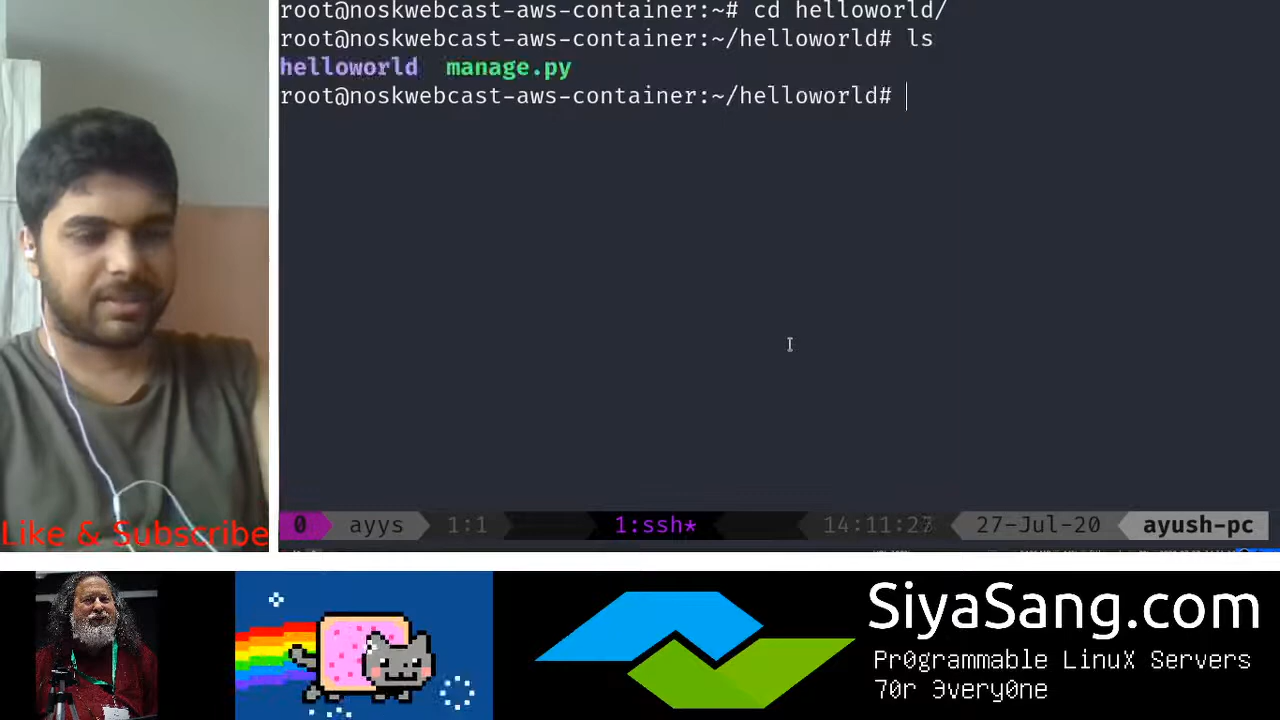 root@noskwebcast-aws-container:~# cd helloworld/
root@noskwebcast-aws-container:~/helloworld# ls
helloworld  manage.py
root@noskwebcast-aws-container:~/helloworld#
Like & Subscribe
0 ayys 1:1 1:ssh* 27-Jul-20 ayush-pc
SiyaSang.com
Pr0grammable LinuX Servers
70r 3very0ne